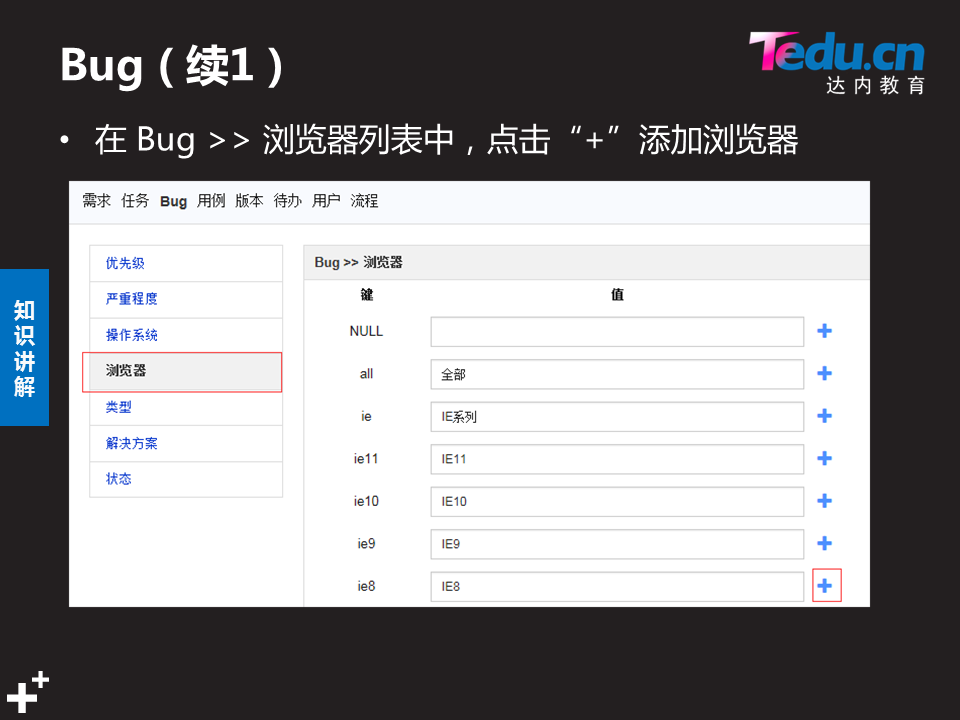 Bug（续1）
Tedu.cn
达内教育
• 在 Bug >> 浏览器列表中，点击“+”添加浏览器
需求 任务 Bug 用例 版本 待办 用户 流程
优先级
严重程度
操作系统
浏览器
类型
解决方案
状态
Bug >> 浏览器
键 值
NULL
all 全部
ie IE系列
ie11 IE11
ie10 IE10
ie9 IE9
ie8 IE8
知识讲解